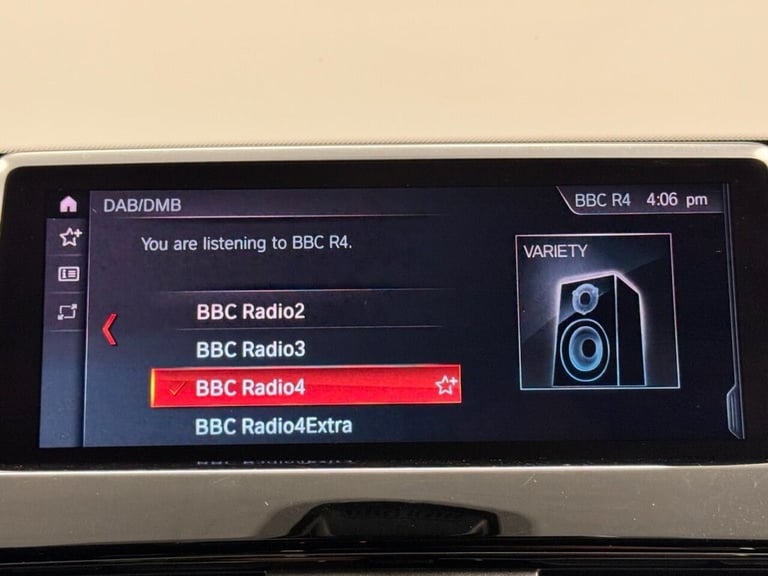 DAB/DMB
BBC R4 4:06 pm
You are listening to BBC R4.
VARIETY
BBC Radio2
BBC Radio3
BBC Radio4
BBC Radio4Extra